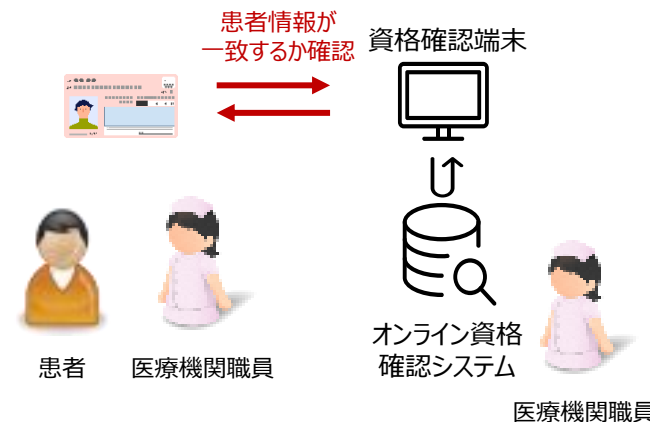 患者情報が
一致するか確認
資格確認端末
オンライン資格
確認システム
患者
医療機関職員
医療機関職員